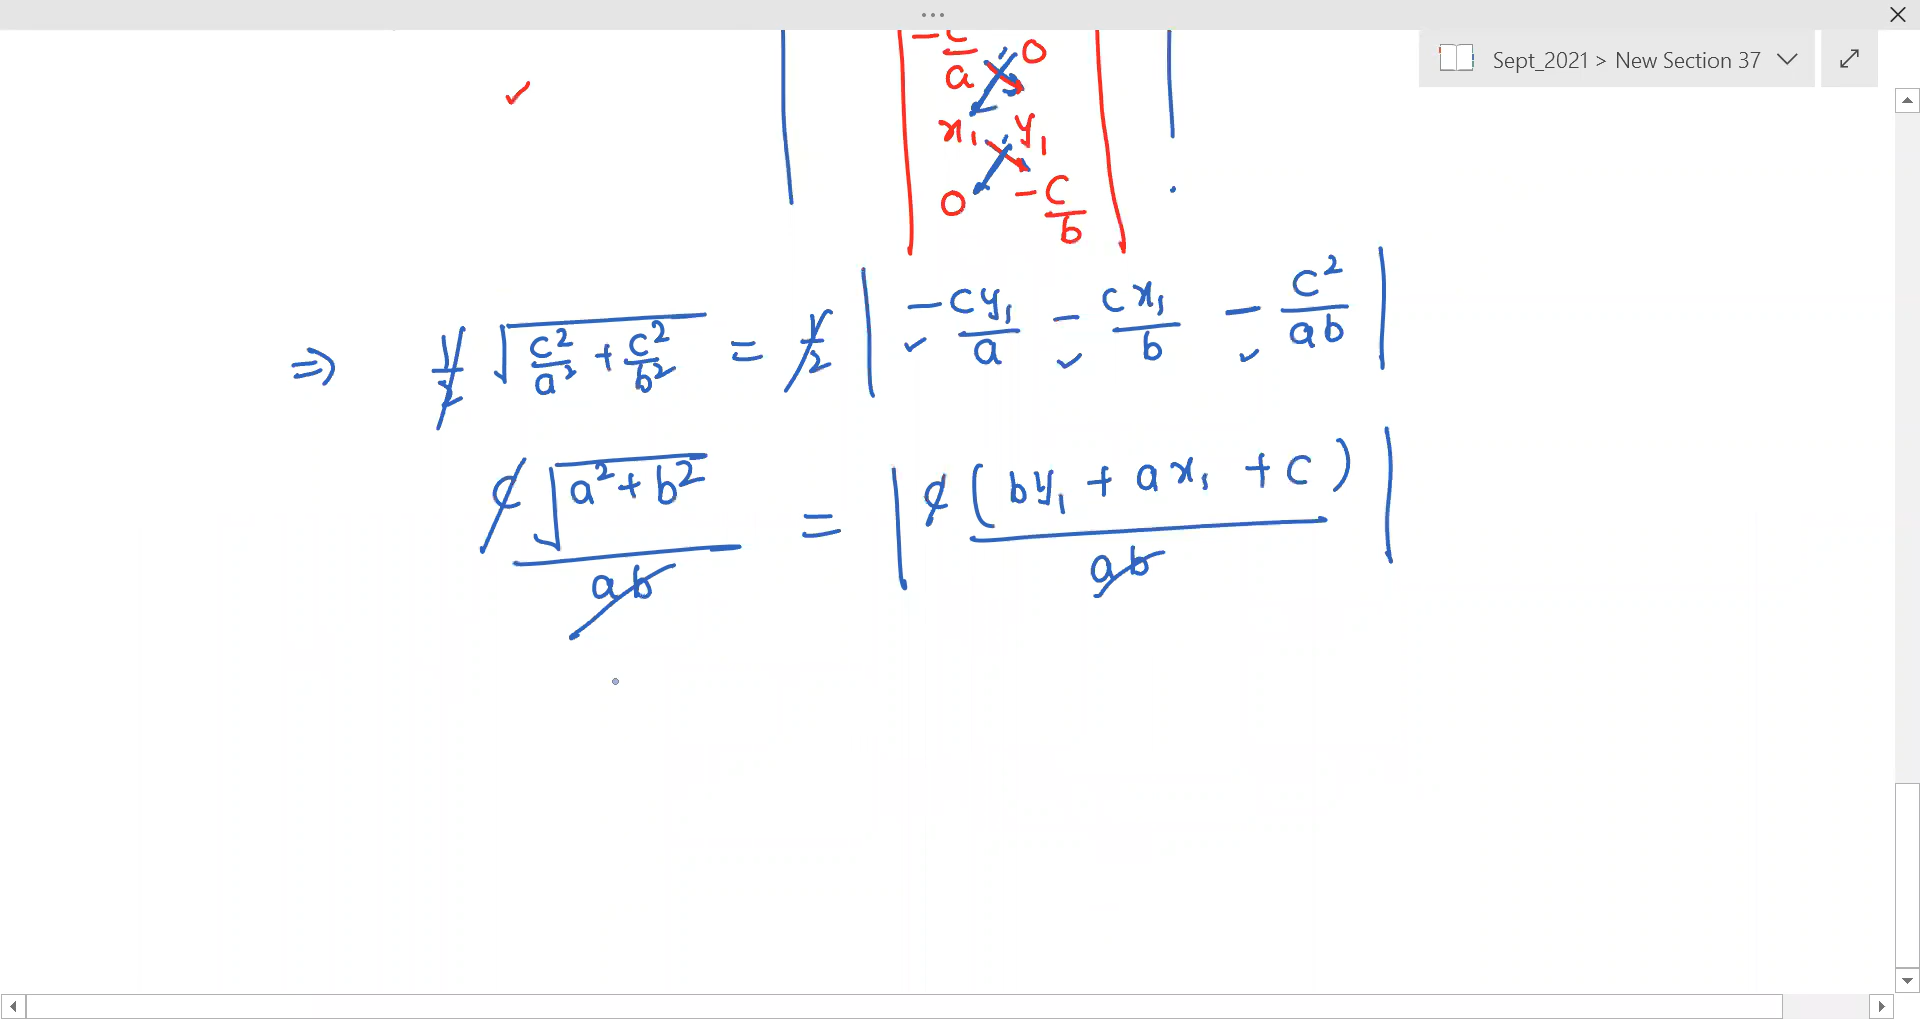 Sept_2021 > New Section 37
-c/a 0
x₁ y₁
0 -c/b
⇒ 1/2 √(c²/a² + c²/b²) = 1/2 | -cy₁/a - cx₁/b - c²/ab |
c√(a²+b²)/ab = | c(by₁ + ax₁ + c)/ab |